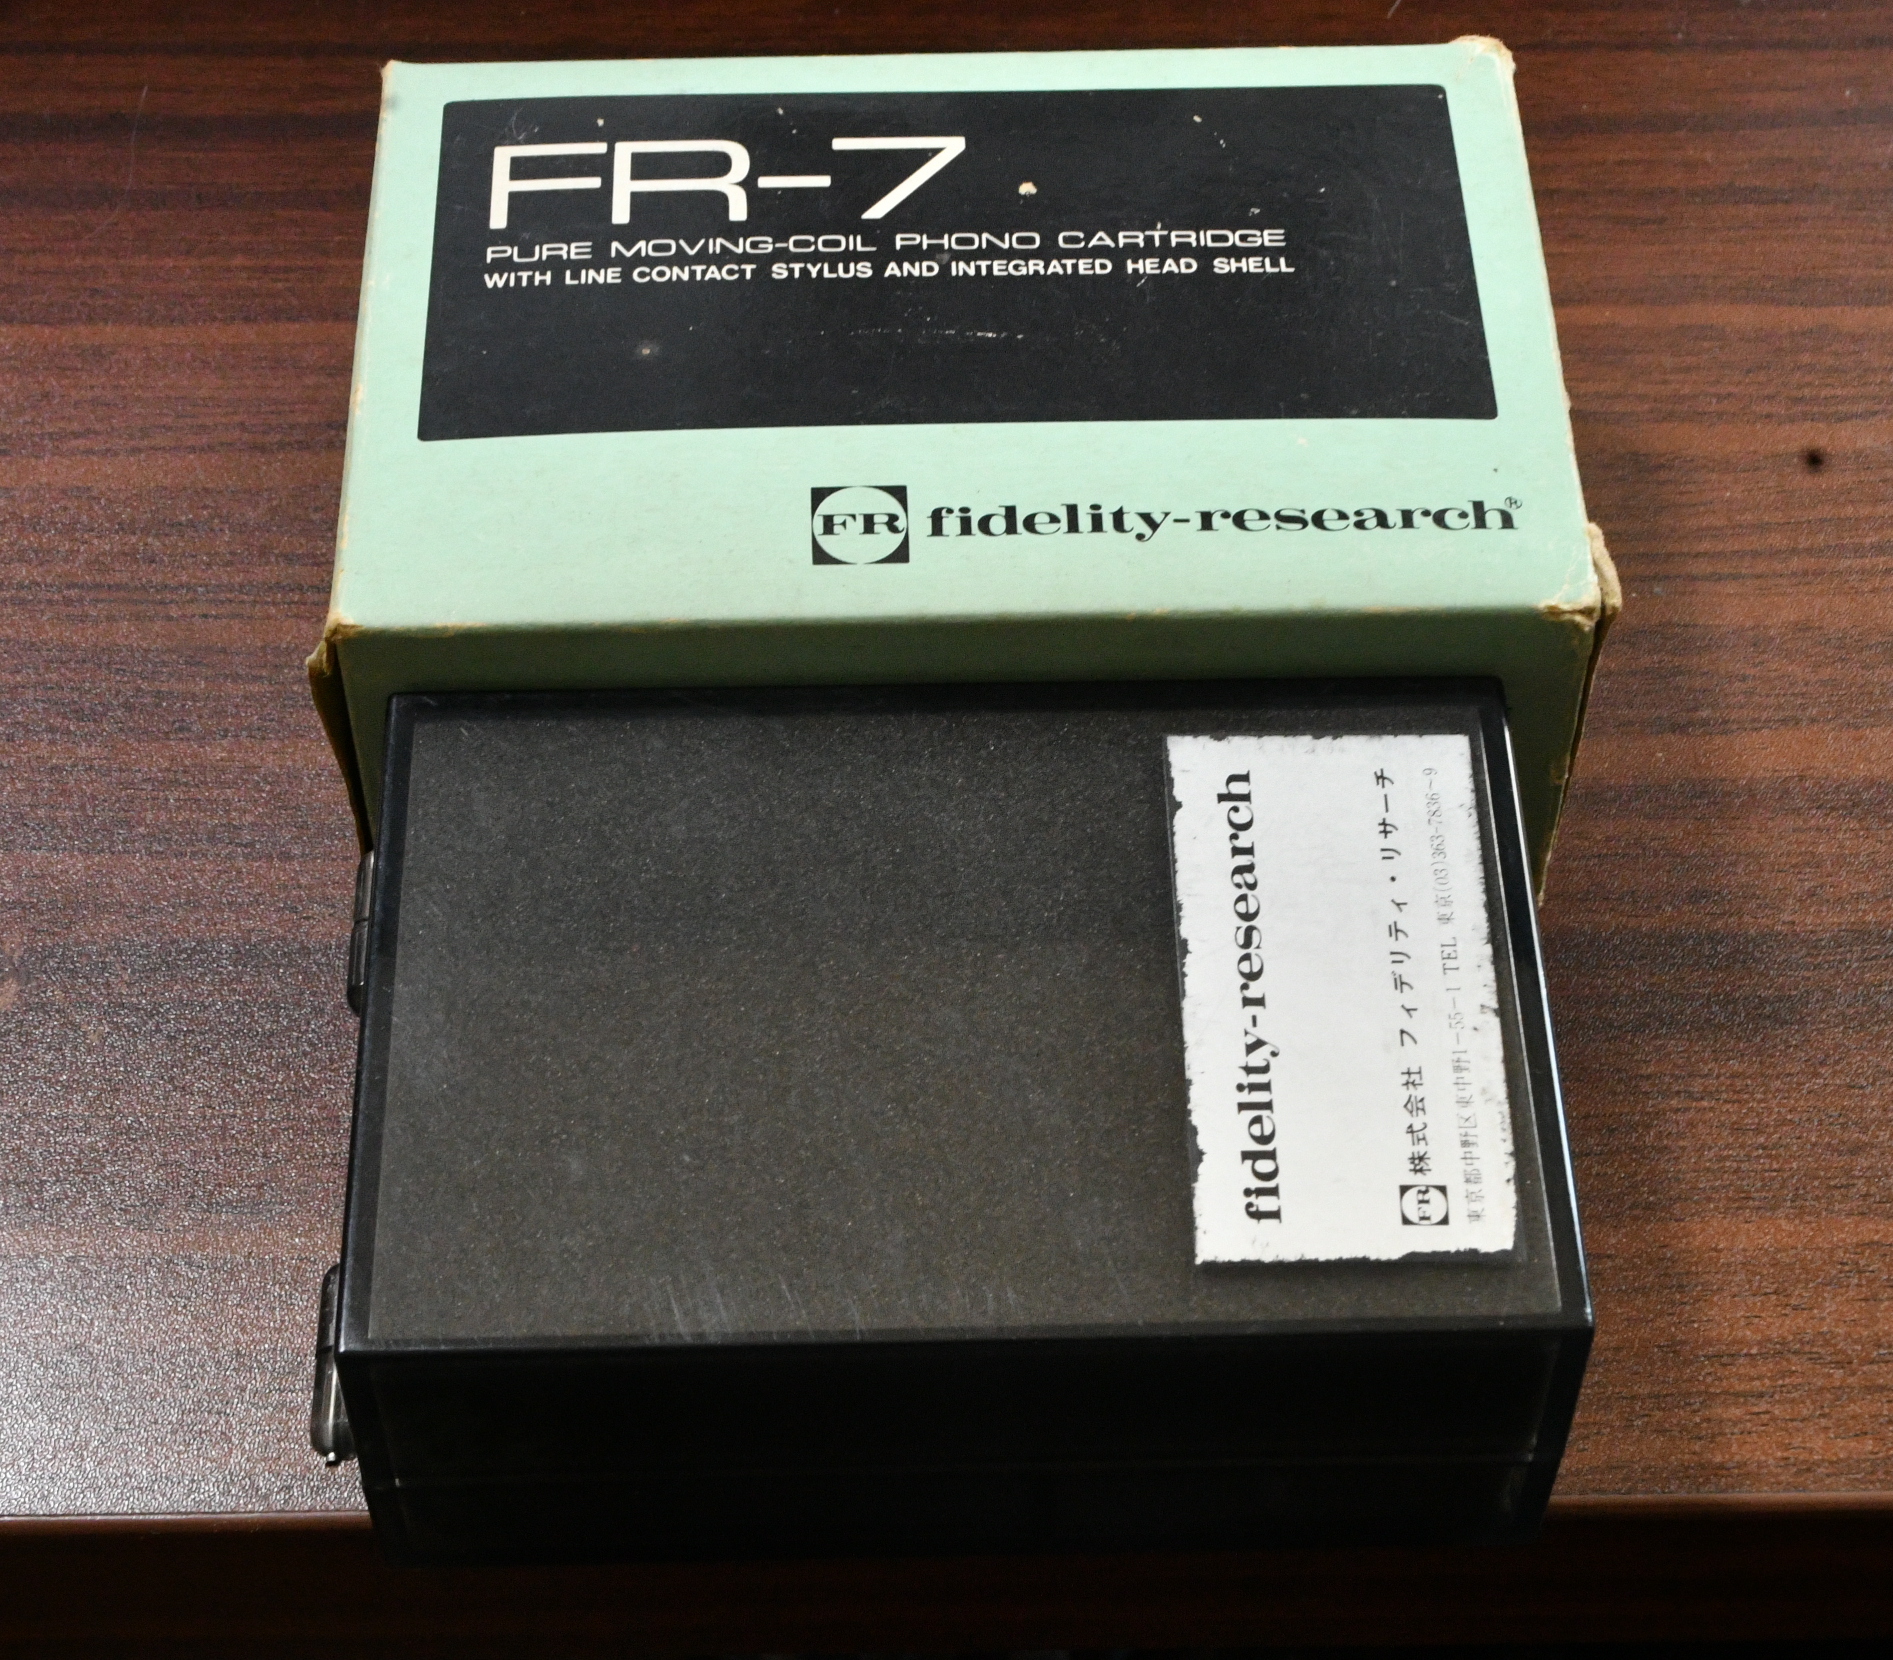 FR-7
PURE MOVING-COIL PHONO CARTRIDGE
WITH LINE CONTACT STYLUS AND INTEGRATED HEAD SHELL
FR fidelity-research®
fidelity-research
FR 株式会社 フィデリティ・リサーチ
東京都中野区東中野1-55-1 TEL 東京(03)363-7836~9